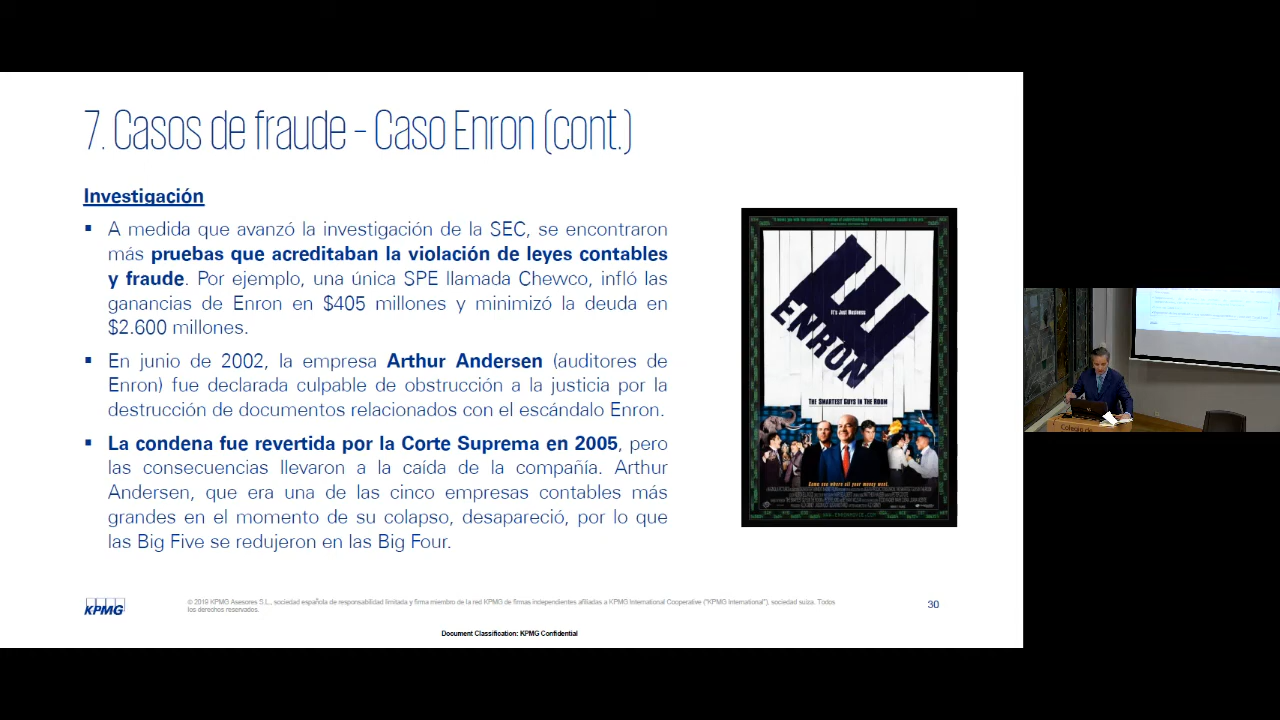 7. Casos de fraude – Caso Enron (cont.)
Investigación
▪ A medida que avanzó la investigación de la SEC, se encontraron
más pruebas que acreditaban la violación de leyes contables
y fraude. Por ejemplo, una única SPE llamada Chewco, infló las
ganancias de Enron en $405 millones y minimizó la deuda en
$2.600 millones.
▪ En junio de 2002, la empresa Arthur Andersen (auditores de
Enron) fue declarada culpable de obstrucción a la justicia por la
destrucción de documentos relacionados con el escándalo Enron.
▪ La condena fue revertida por la Corte Suprema en 2005, pero
las consecuencias llevaron a la caída de la compañía. Arthur
Andersen, que era una de las cinco empresas contables más
grandes en el momento de su colapso, desapareció, por lo que
las Big Five se redujeron en las Big Four.
It's Just Business
ENRON
THE SMARTEST GUYS IN THE ROOM
KPMG
© 2019 KPMG Asesores S.L., sociedad española de responsabilidad limitada y firma miembro de la red KPMG de firmas independientes afiliadas a KPMG International Cooperative ("KPMG International"), sociedad suiza. Todos
los derechos reservados.
30
Document Classification: KPMG Confidential